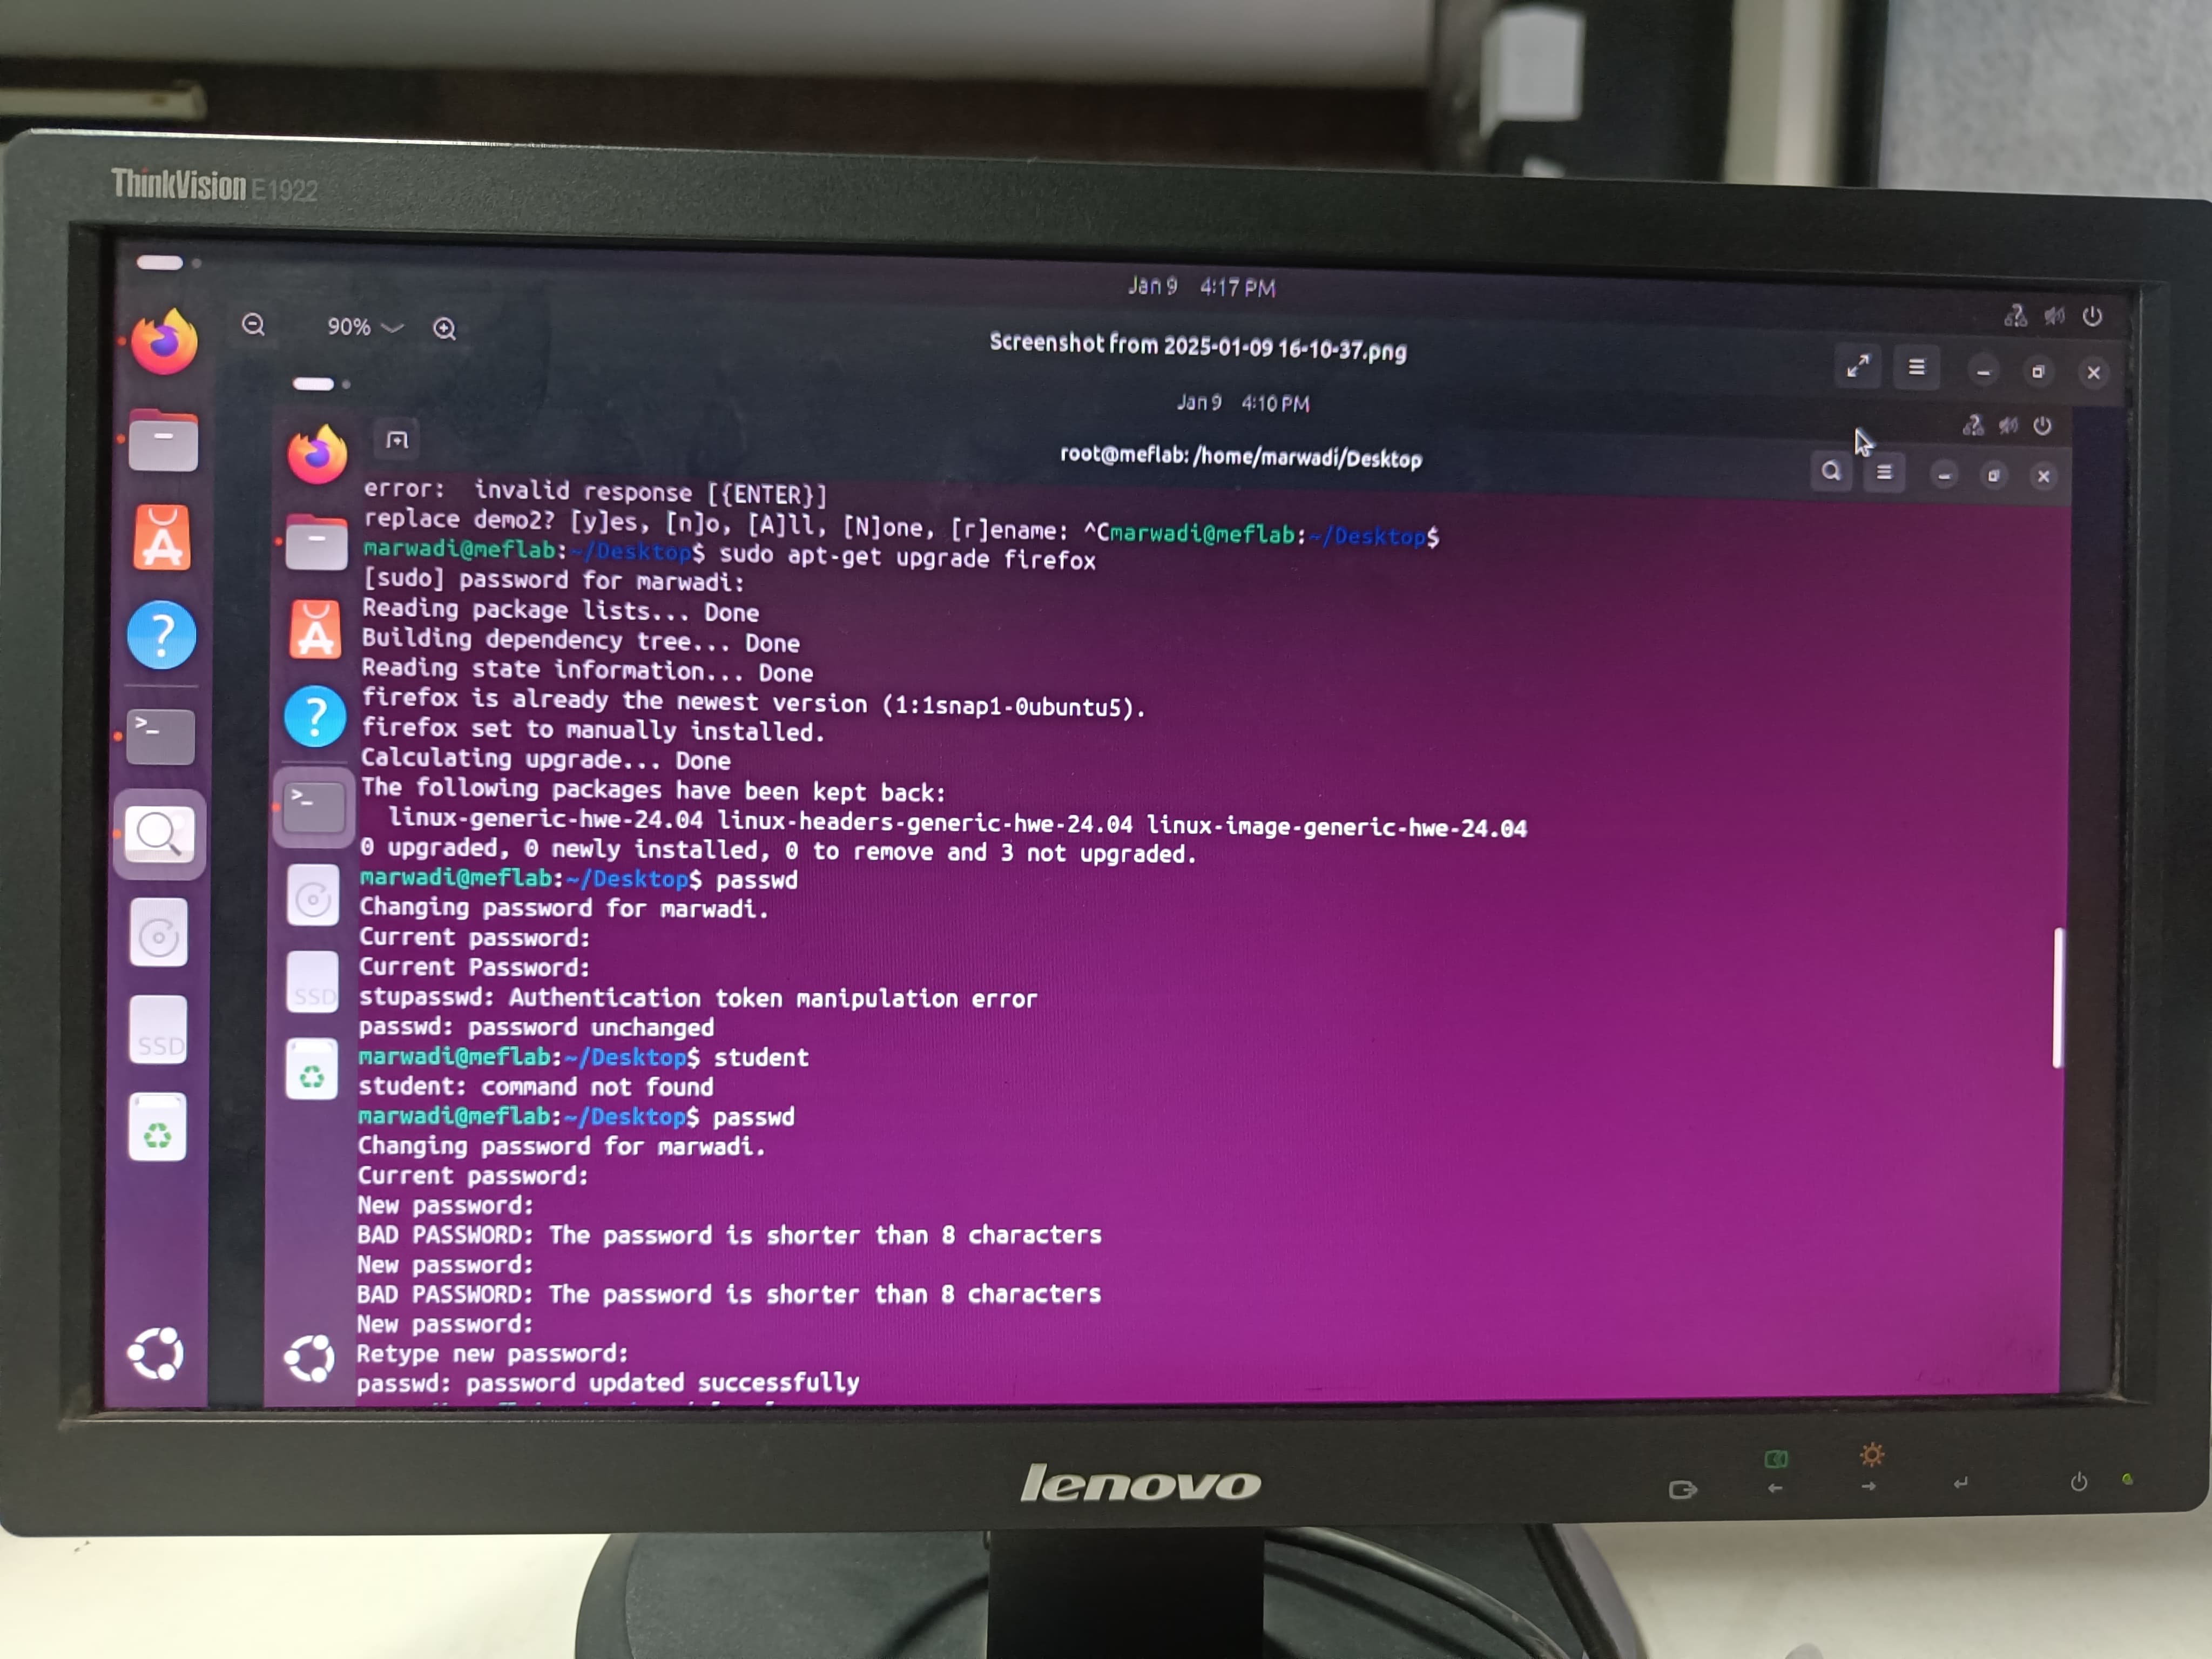 ThinkVision E1922
Jan 9 4:17 PM
90%
Screenshot from 2025-01-09 16-10-37.png
Jan 9 4:10 PM
root@meflab: /home/marwadi/Desktop
error:  invalid response [{ENTER}]
replace demo2? [y]es, [n]o, [A]ll, [N]one, [r]ename: ^Cmarwadi@meflab:~/Desktop$
marwadi@meflab:~/Desktop$ sudo apt-get upgrade firefox
[sudo] password for marwadi:
Reading package lists... Done
Building dependency tree... Done
Reading state information... Done
firefox is already the newest version (1:1snap1-0ubuntu5).
firefox set to manually installed.
Calculating upgrade... Done
The following packages have been kept back:
  linux-generic-hwe-24.04 linux-headers-generic-hwe-24.04 linux-image-generic-hwe-24.04
0 upgraded, 0 newly installed, 0 to remove and 3 not upgraded.
marwadi@meflab:~/Desktop$ passwd
Changing password for marwadi.
Current password:
Current Password:
stupasswd: Authentication token manipulation error
passwd: password unchanged
marwadi@meflab:~/Desktop$ student
student: command not found
marwadi@meflab:~/Desktop$ passwd
Changing password for marwadi.
Current password:
New password:
BAD PASSWORD: The password is shorter than 8 characters
New password:
BAD PASSWORD: The password is shorter than 8 characters
New password:
Retype new password:
passwd: password updated successfully
SSD
SSD
lenovo